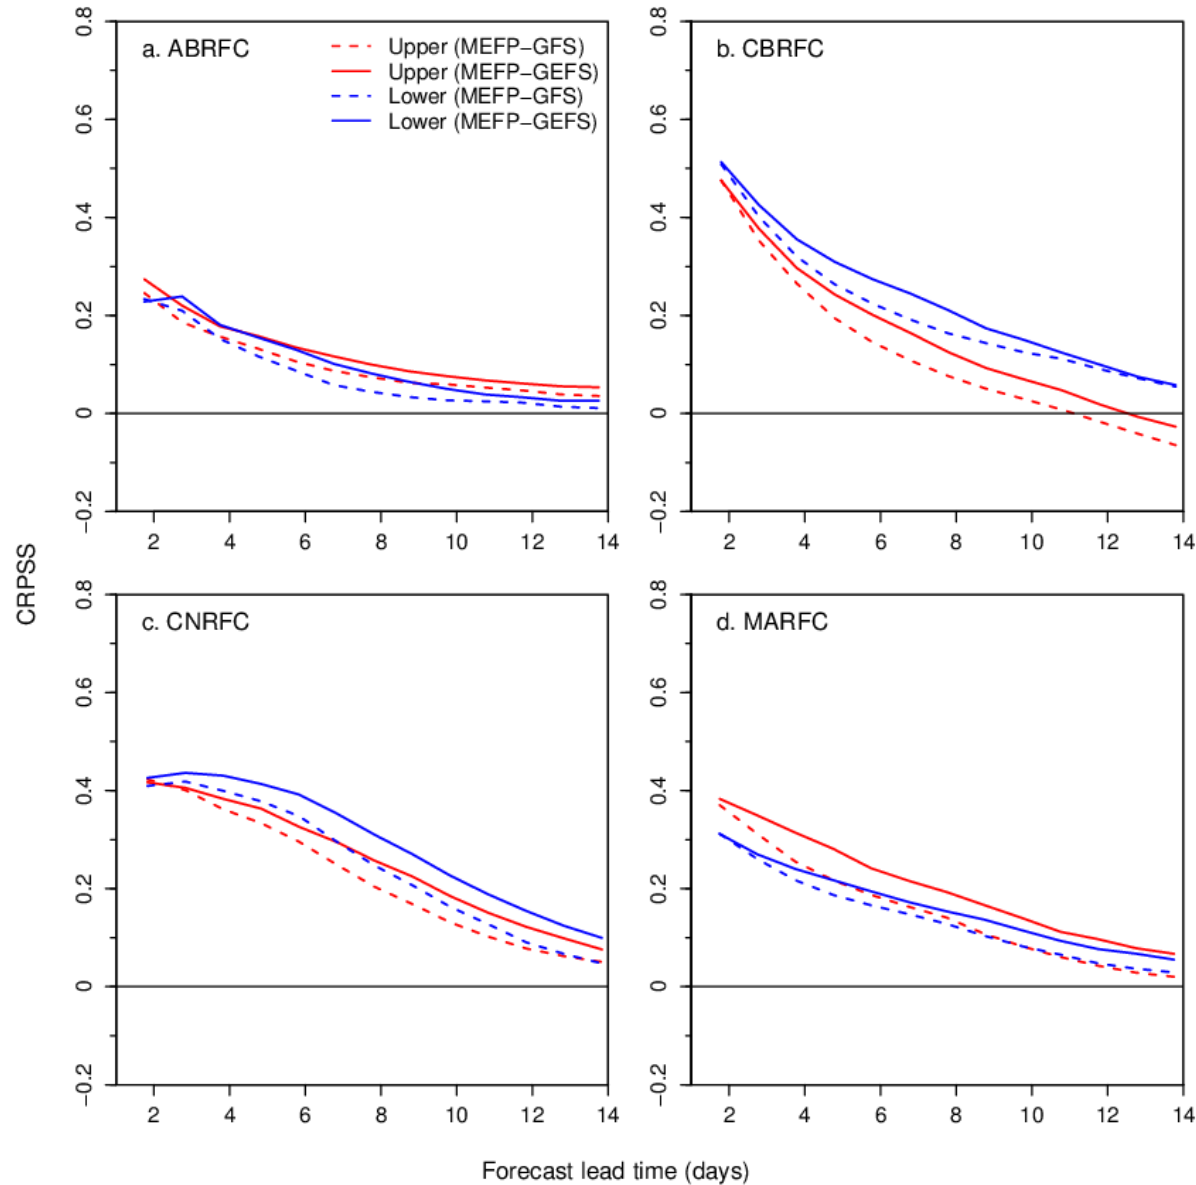 a. ABRFC
Upper (MEFP−GFS)
Upper (MEFP−GEFS)
Lower (MEFP−GFS)
Lower (MEFP−GEFS)
0.8
0.6
0.4
0.2
0
−0.2
2 4 6 8 10 12 14
b. CBRFC
0.8
0.6
0.4
0.2
0
−0.2
2 4 6 8 10 12 14
CRPSS
c. CNRFC
0.8
0.6
0.4
0.2
0
−0.2
2 4 6 8 10 12 14
d. MARFC
0.8
0.6
0.4
0.2
0
−0.2
2 4 6 8 10 12 14
Forecast lead time (days)